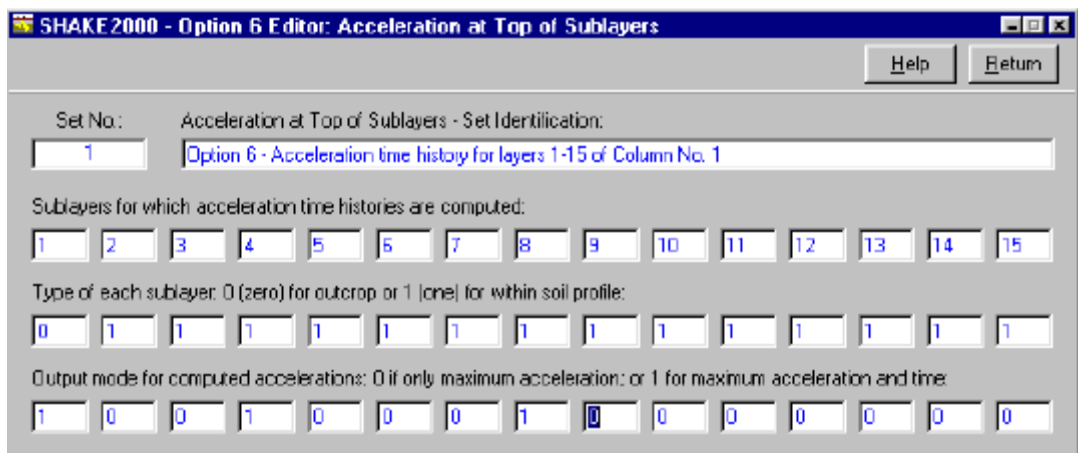 SHAKE2000 - Option 6 Editor: Acceleration at Top of Sublayers
Help Return
Set No.: Acceleration at Top of Sublayers - Set Identification:
1 Option 6 - Acceleration time history for layers 1-15 of Column No. 1
Sublayers for which acceleration time histories are computed:
1 2 3 4 5 6 7 8 9 10 11 12 13 14 15
Type of each sublayer: 0 (zero) for outcrop or 1 (one) for within soil profile:
0 1 1 1 1 1 1 1 1 1 1 1 1 1 1
Output mode for computed accelerations: 0 if only maximum acceleration; or 1 for maximum acceleration and time:
1 0 0 1 0 0 0 1 0 0 0 0 0 0 0